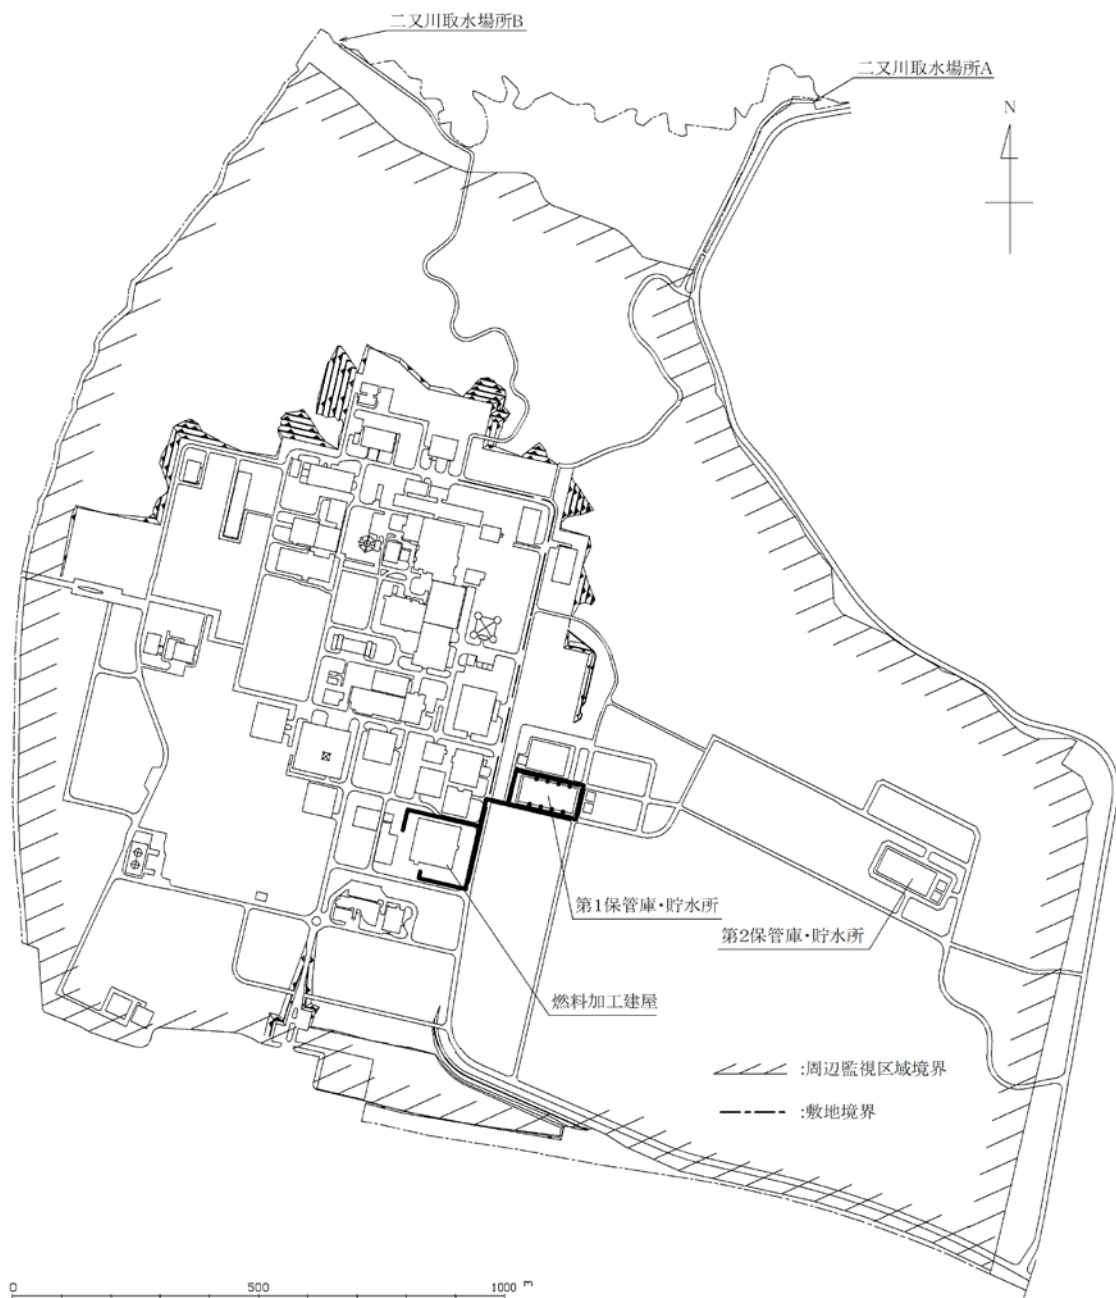 二又川取水場所B
二又川取水場所A
N
第1保管庫・貯水所
第2保管庫・貯水所
燃料加工建屋
:周辺監視区域境界
:敷地境界
0 500 1000 m